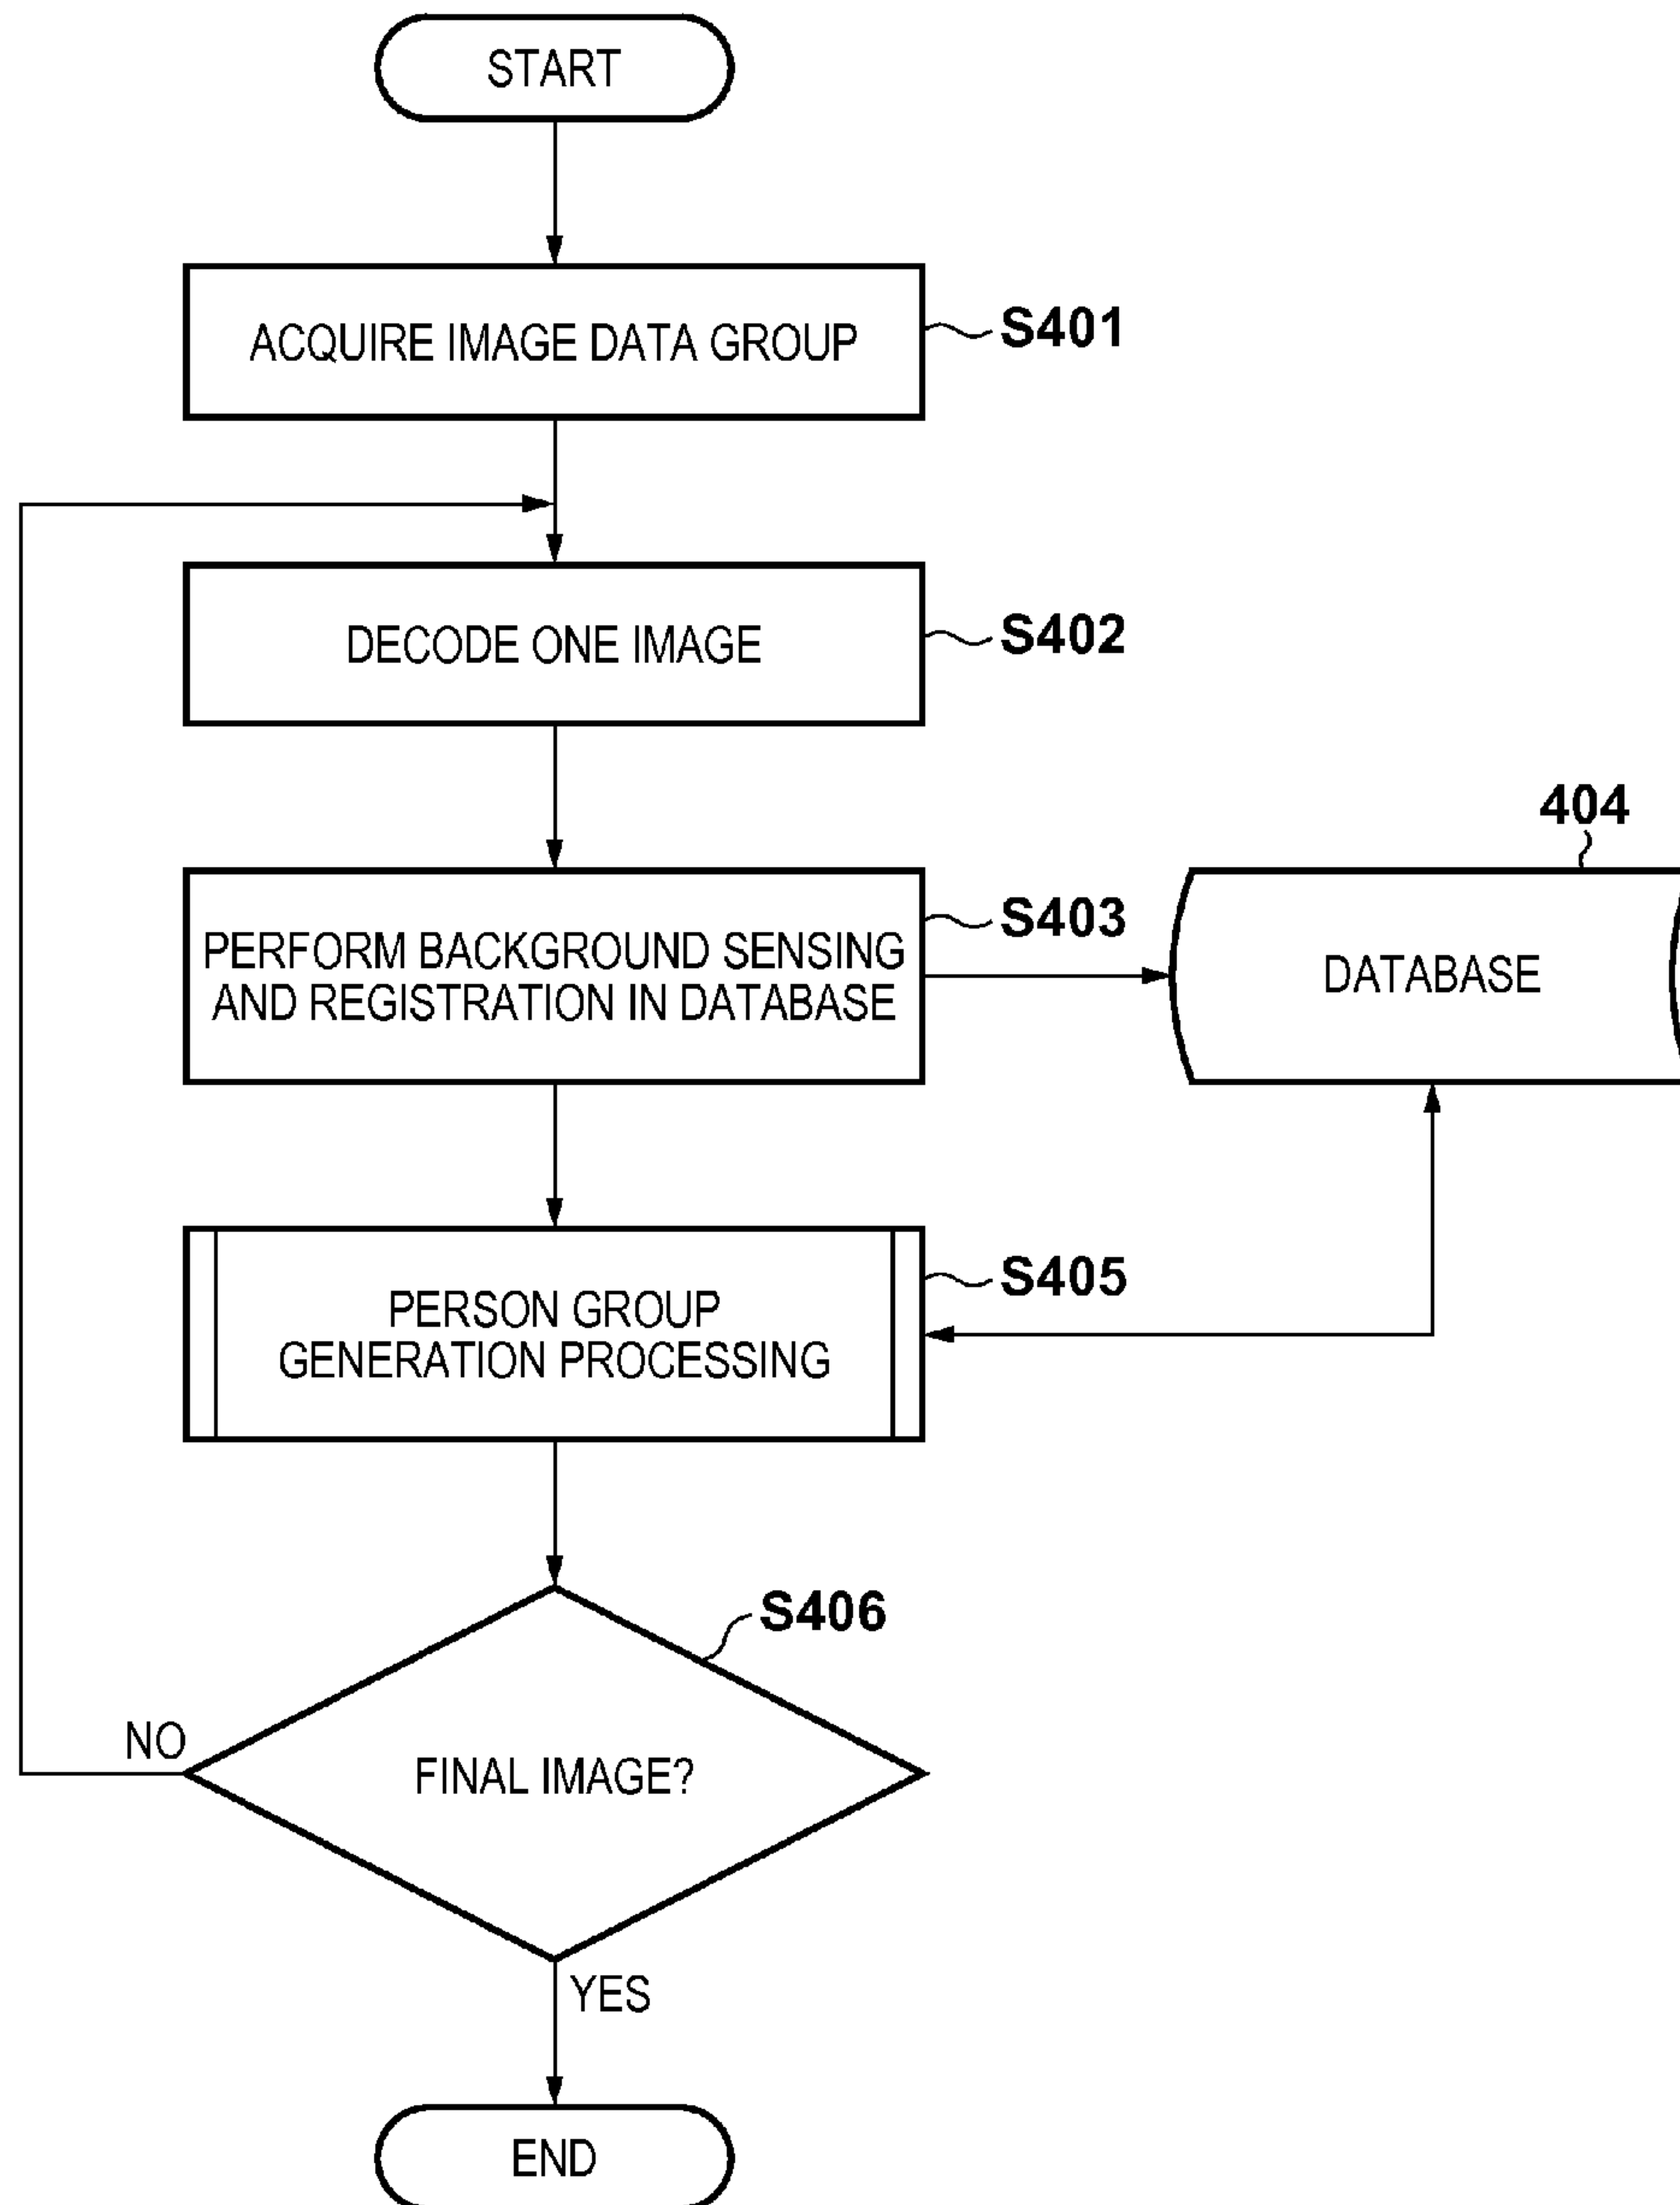 START
ACQUIRE IMAGE DATA GROUP
S401
DECODE ONE IMAGE
S402
404
PERFORM BACKGROUND SENSING
AND REGISTRATION IN DATABASE
S403
DATABASE
PERSON GROUP
GENERATION PROCESSING
S405
S406
FINAL IMAGE?
NO
YES
END